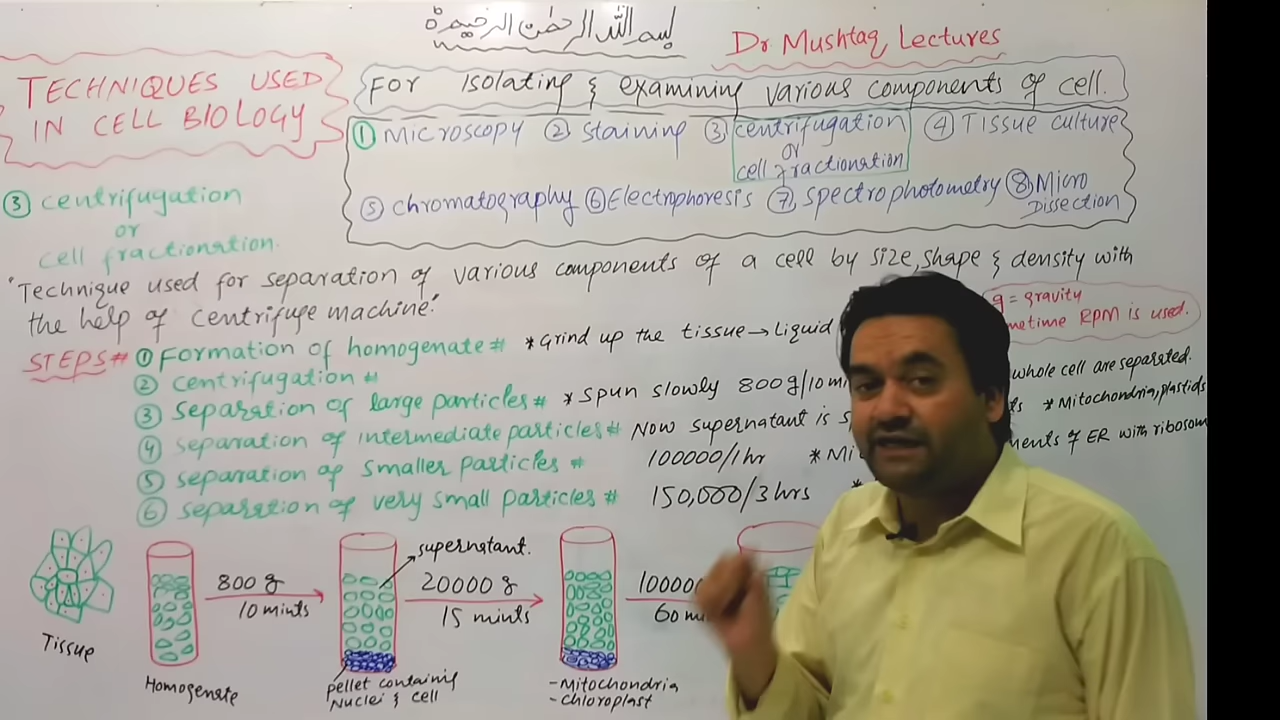 بسم اللہ الرحمٰن الرحیم
Dr Mushtaq Lectures
TECHNIQUES USED
IN CELL BIOLOGY
For isolating & examining various components of cell.
① Microscopy ② Staining ③ centrifugation ④ Tissue culture
or
cell fractionation
⑤ chromatography ⑥ Electrophoresis ⑦ spectrophotometry ⑧ Micro
Dissection
③ centrifugation
or
cell fractionation.
"Technique used for separation of various components of a cell by size, shape & density with
the help of centrifuge machine."
g = gravity
RPM is used.
STEPS# ① Formation of homogenate# *Grind up the tissue → Liquid
② centrifugation #
③ separation of large particles # *Spun slowly 800g/10 whole cell are separated.
④ separation of intermediate particles # Now supernatant is *Mitochondria, plastids
⑤ separation of smaller particles # 100000/1hr * of ER with
⑥ separation of very small particles # 150,000/3hrs *
Tissue
Homogenate
800 g
10 mints
supernatant.
pellet containing
Nuclei & cell
20000 g
15 mints
-Mitochondria
-chloroplast
100000
60